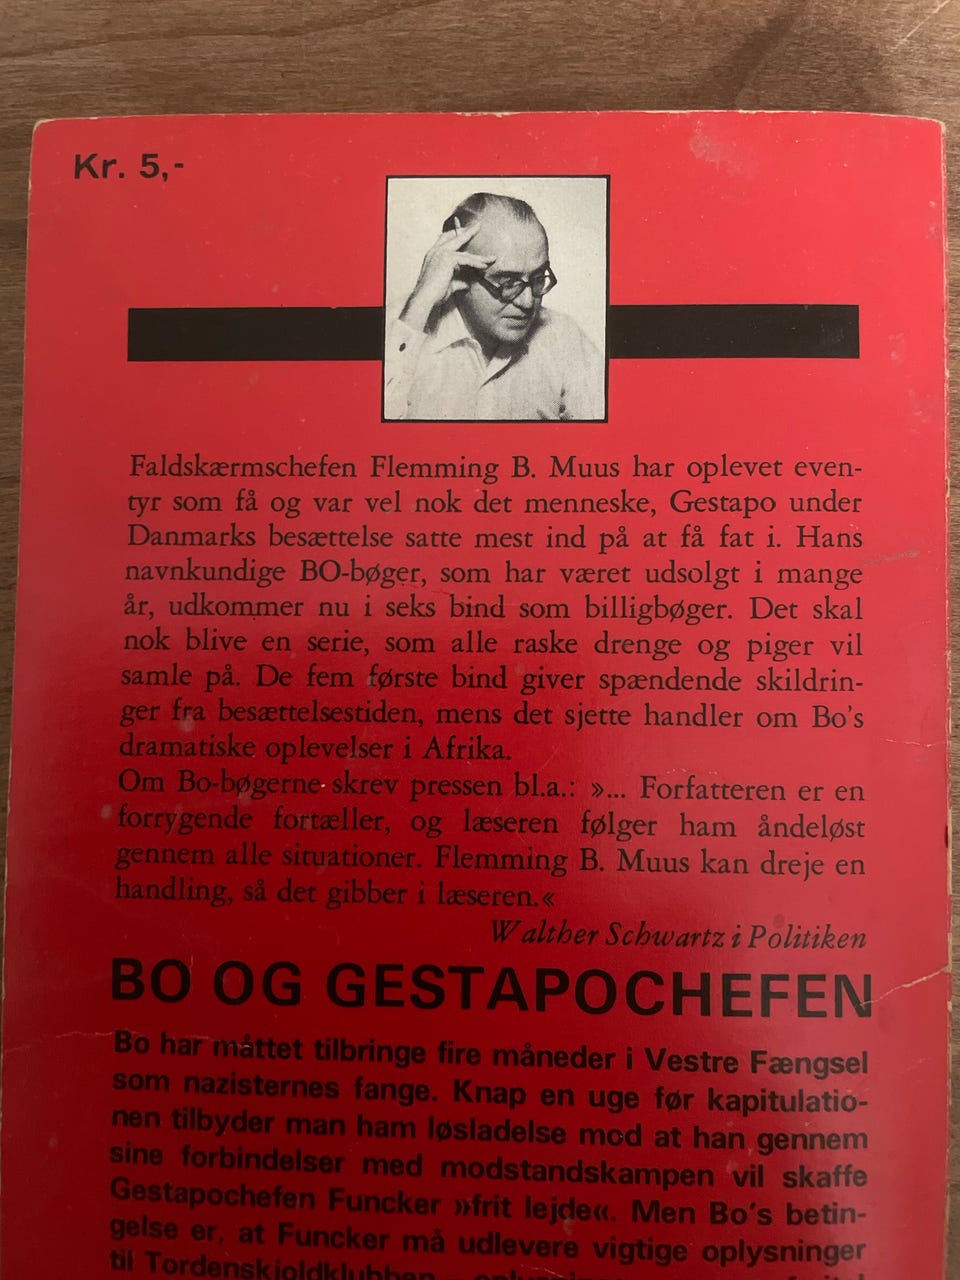 Kr. 5,-
Faldskærmschefen Flemming B. Muus har oplevet even-
tyr som få og var vel nok det menneske, Gestapo under
Danmarks besættelse satte mest ind på at få fat i. Hans
navnkundige BO-bøger, som har været udsolgt i mange
år, udkommer nu i seks bind som billigbøger. Det skal
nok blive en serie, som alle raske drenge og piger vil
samle på. De fem første bind giver spændende skildrin-
ger fra besættelsestiden, mens det sjette handler om Bo's
dramatiske oplevelser i Afrika.
Om Bo-bøgerne skrev pressen bl.a.: »... Forfatteren er en
forrygende fortæller, og læseren følger ham åndeløst
gennem alle situationer. Flemming B. Muus kan dreje en
handling, så det gibber i læseren.«
Walther Schwartz i Politiken
BO OG GESTAPOCHEFEN
Bo har måttet tilbringe fire måneder i Vestre Fængsel
som nazisternes fange. Knap en uge før kapitulatio-
nen tilbyder man ham løsladelse mod at han gennem
sine forbindelser med modstandskampen vil skaffe
Gestapochefen Funcker »frit lejde«. Men Bo's betin-
gelse er, at Funcker må udlevere vigtige oplysninger
til Tordenskjoldklubben